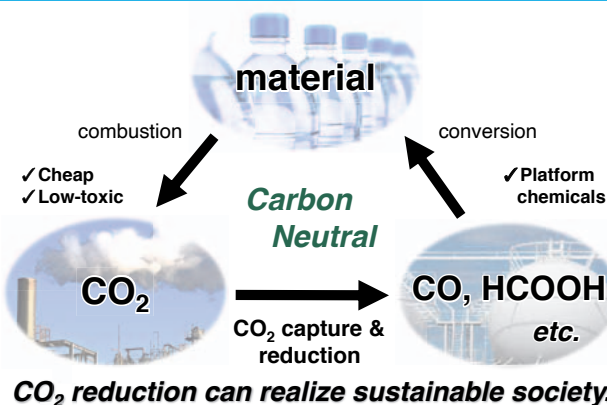 material
combustion
conversion
✓Cheap
✓Low-toxic
✓Platform
chemicals
Carbon
Neutral
CO₂
CO, HCOOH
etc.
CO₂ capture &
reduction
CO₂ reduction can realize sustainable society.